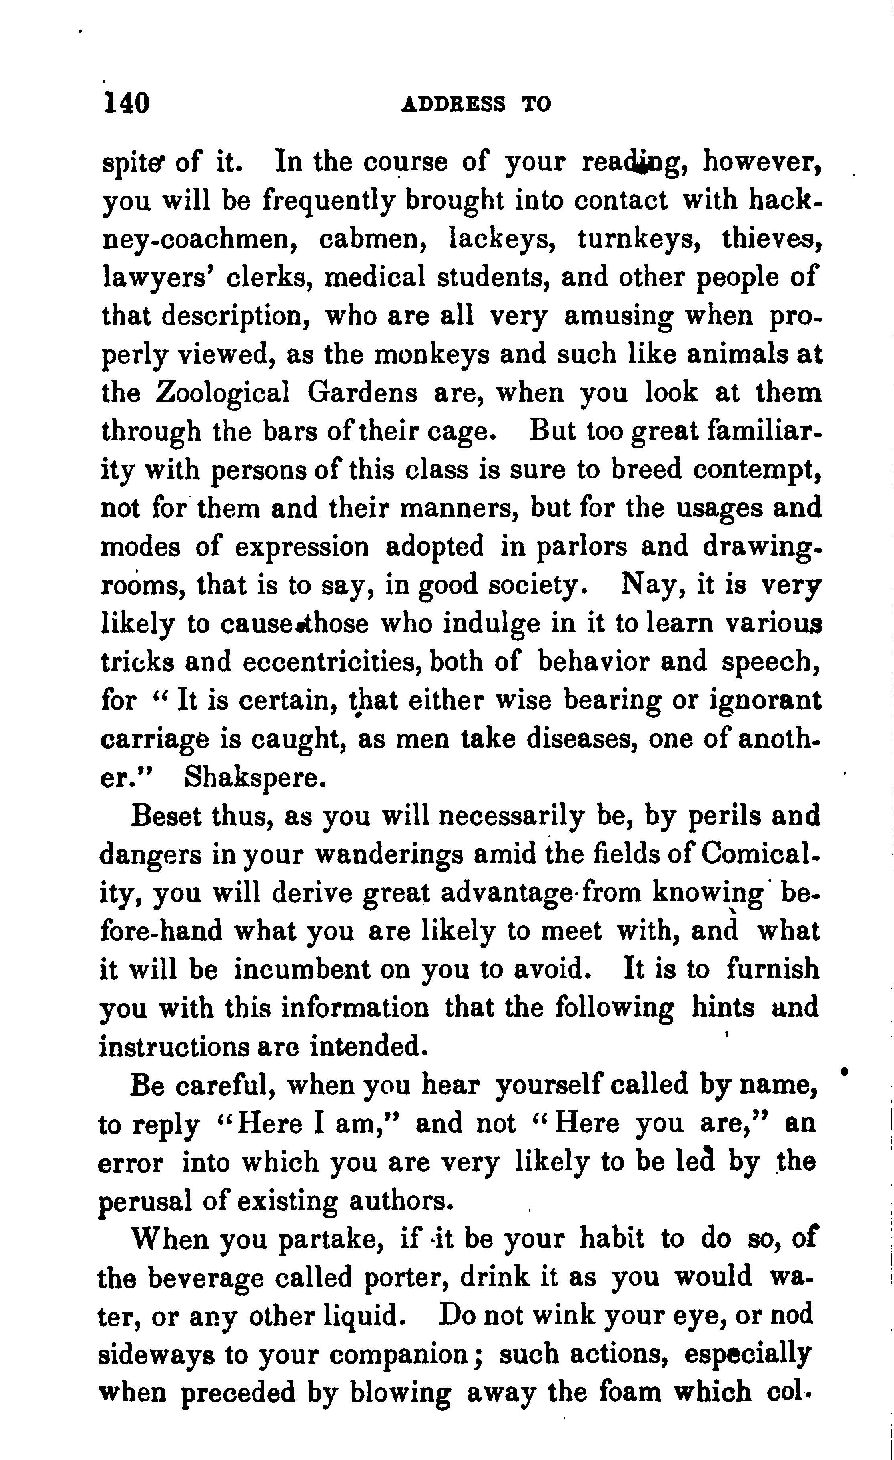 140 ADDRESS TO
spite of it. In the course of your reading, however,
you will be frequently brought into contact with hack-
ney-coachmen, cabmen, lackeys, turnkeys, thieves,
lawyers' clerks, medical students, and other people of
that description, who are all very amusing when pro-
perly viewed, as the monkeys and such like animals at
the Zoological Gardens are, when you look at them
through the bars of their cage. But too great familiar-
ity with persons of this class is sure to breed contempt,
not for them and their manners, but for the usages and
modes of expression adopted in parlors and drawing-
rooms, that is to say, in good society. Nay, it is very
likely to cause those who indulge in it to learn various
tricks and eccentricities, both of behavior and speech,
for " It is certain, that either wise bearing or ignorant
carriage is caught, as men take diseases, one of anoth-
er." Shakspere.
Beset thus, as you will necessarily be, by perils and
dangers in your wanderings amid the fields of Comical-
ity, you will derive great advantage from knowing be-
fore-hand what you are likely to meet with, and what
it will be incumbent on you to avoid. It is to furnish
you with this information that the following hints and
instructions are intended.
Be careful, when you hear yourself called by name,
to reply "Here I am," and not "Here you are," an
error into which you are very likely to be led by the
perusal of existing authors.
When you partake, if it be your habit to do so, of
the beverage called porter, drink it as you would wa-
ter, or any other liquid. Do not wink your eye, or nod
sideways to your companion; such actions, especially
when preceded by blowing away the foam which col-